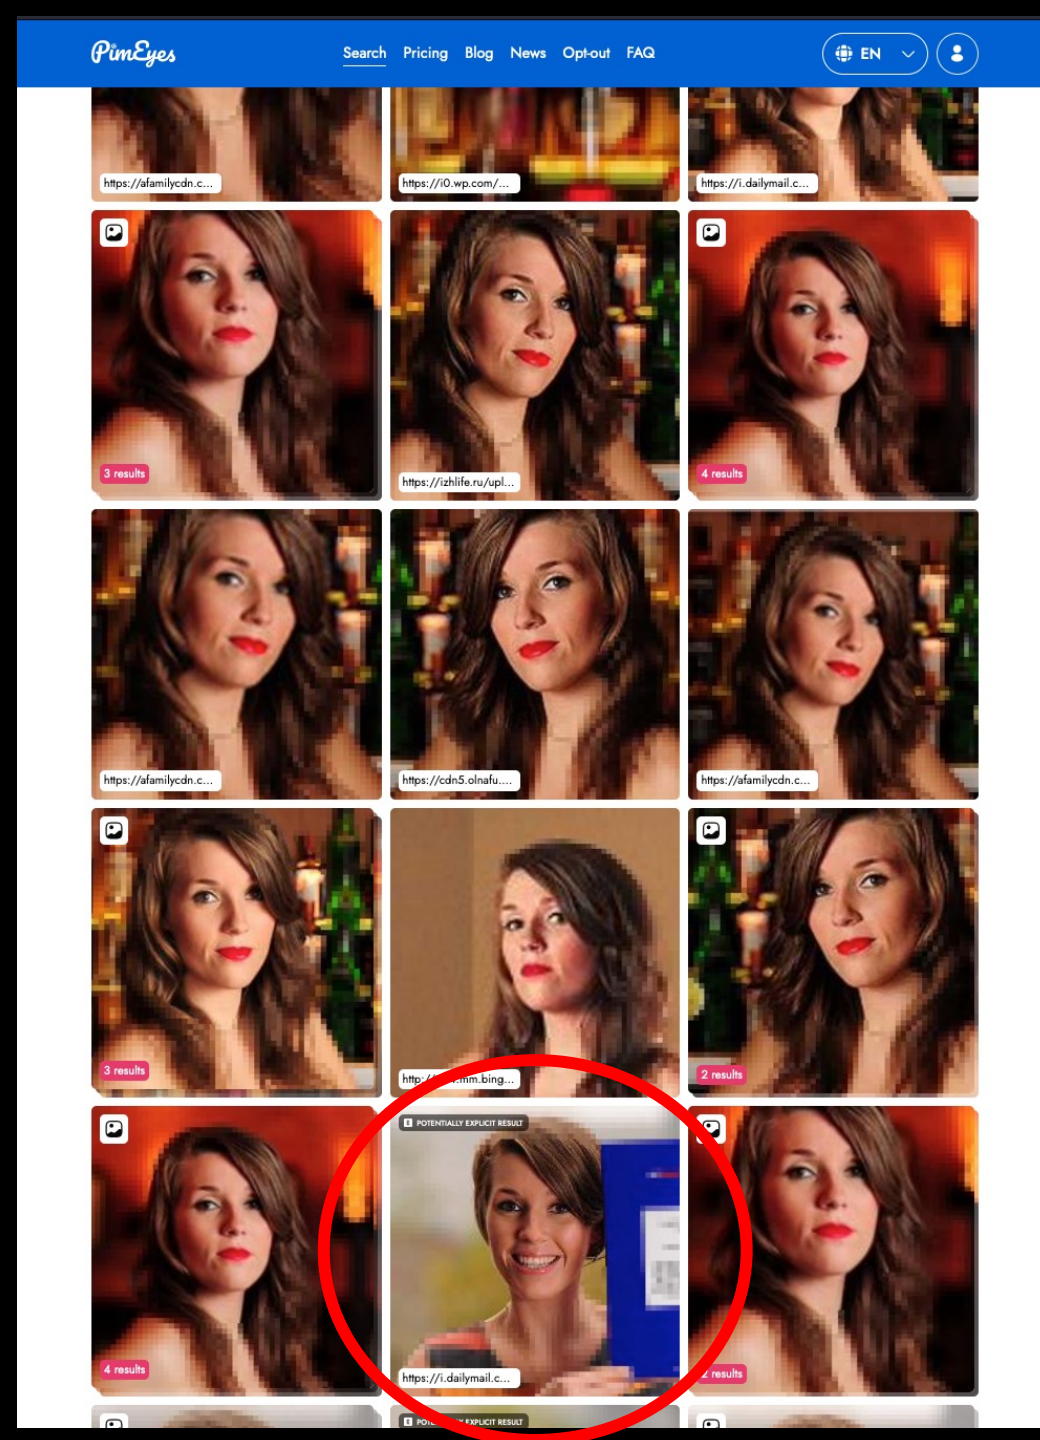 PimEyes
Search Pricing Blog News Opt-out FAQ
EN
https://afamilycdn.c...
https://i0.wp.com/...
https://i.dailymail.c...
3 results
https://izhlife.ru/upl...
4 results
https://afamilycdn.c...
https://cdn5.olnafu....
https://afamilycdn.c...
3 results
mm.bing...
2 results
E POTENTIALLY EXPLICIT RESULT
4 results
https://i.dailymail.c...
2 results
EXPLICIT RESULT